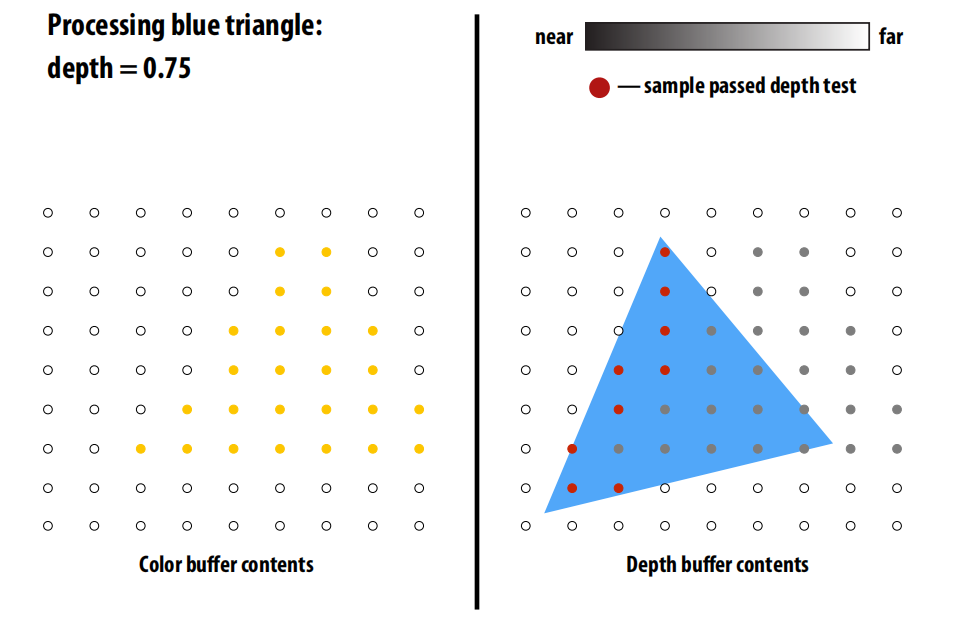 Processing blue triangle:
depth = 0.75
near
far
— sample passed depth test
Color buffer contents
Depth buffer contents